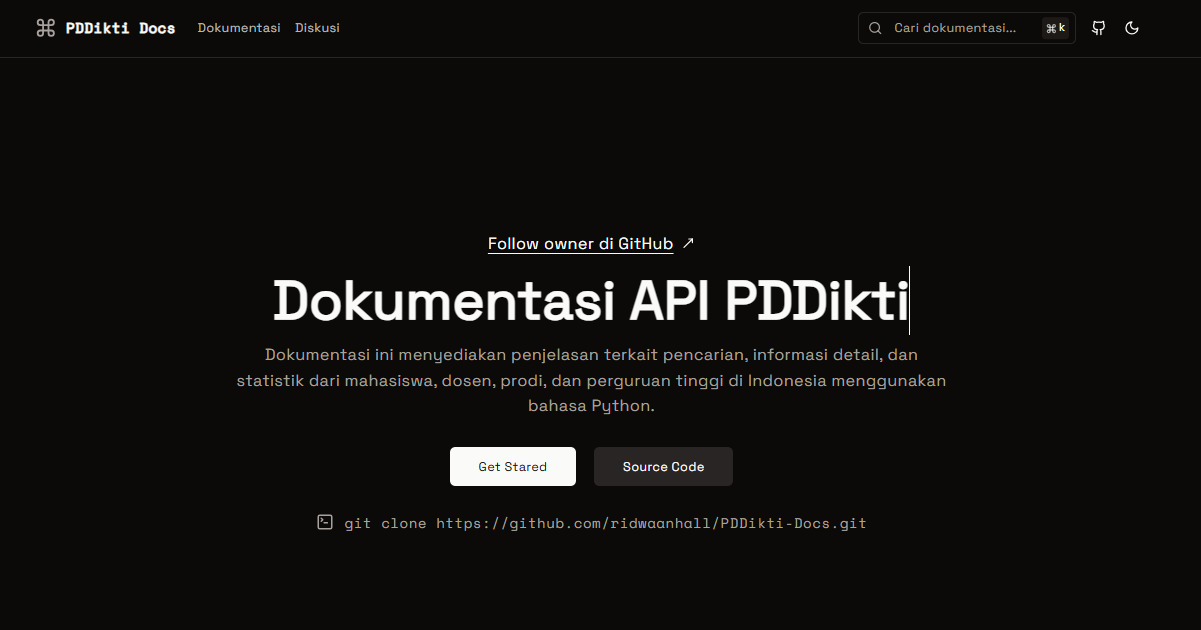 PDDikti Docs Dokumentasi Diskusi Cari dokumentasi... ⌘k
Follow owner di GitHub ↗
Dokumentasi API PDDikti
Dokumentasi ini menyediakan penjelasan terkait pencarian, informasi detail, dan
statistik dari mahasiswa, dosen, prodi, dan perguruan tinggi di Indonesia menggunakan
bahasa Python.
Get Stared Source Code
git clone https://github.com/ridwaanhall/PDDikti-Docs.git